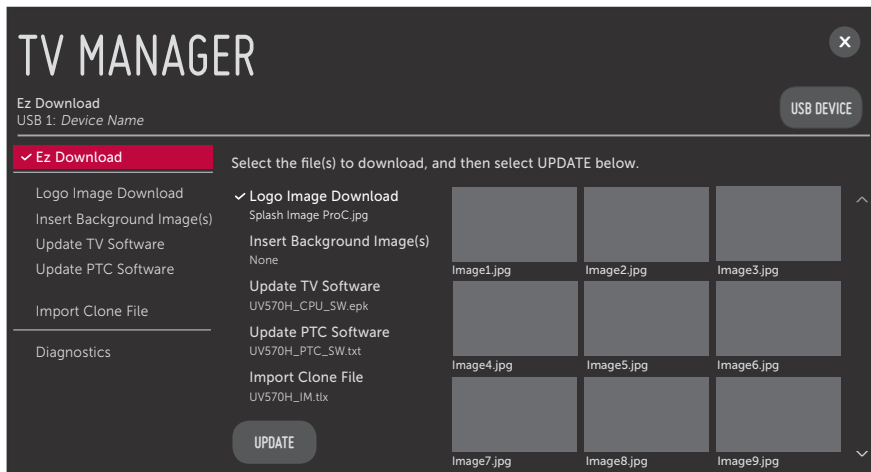 TV MANAGER
X
Ez Download
USB 1: Device Name
USB DEVICE
Ez Download
Logo Image Download
Insert Background Image(s)
Update TV Software
Update PTC Software
Import Clone File
Diagnostics
Select the file(s) to download, and then select UPDATE below.
Logo Image Download
Splash Image ProC.jpg
Insert Background Image(s)
None
Update TV Software
UV570H_CPU_SW.epk
Update PTC Software
UV570H_PTC_SW.txt
Import Clone File
UV570H_IM.tlx
UPDATE
Image1.jpg
Image2.jpg
Image3.jpg
Image4.jpg
Image5.jpg
Image6.jpg
Image7.jpg
Image8.jpg
Image9.jpg